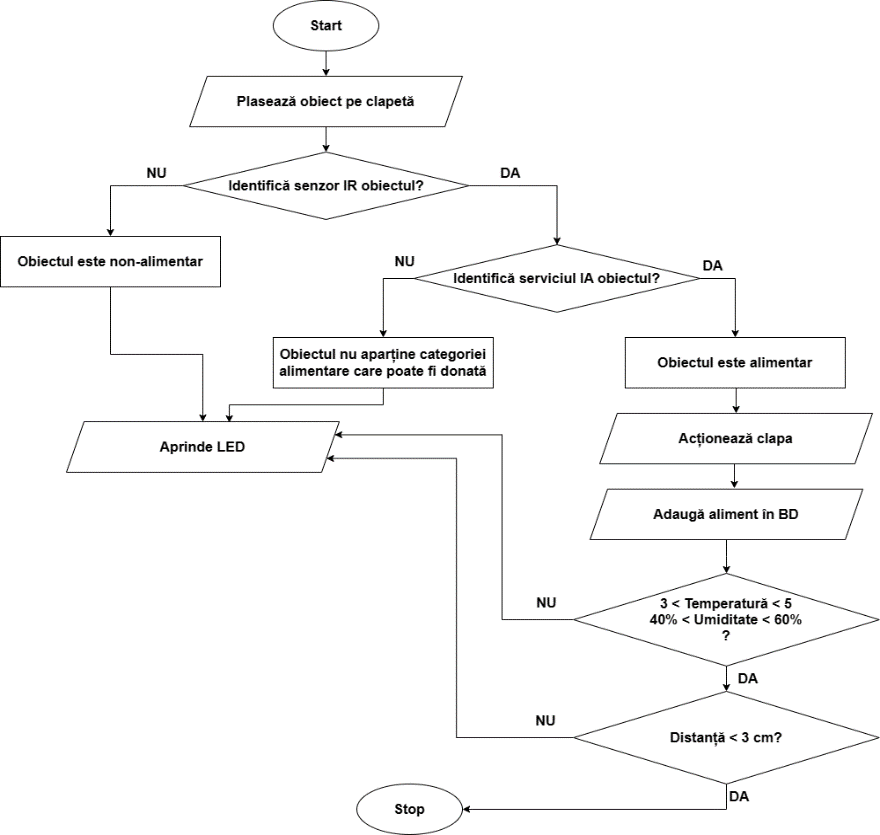 Start
Plasează obiect pe clapetă
NU
DA
Identifică senzor IR obiectul?
Obiectul este non-alimentar
NU
DA
Identifică serviciul IA obiectul?
Obiectul nu aparține categoriei
alimentare care poate fi donată
Obiectul este alimentar
Aprinde LED
Acționează clapa
Adaugă aliment în BD
NU
3 < Temperatură < 5
40% < Umiditate < 60%
?
DA
NU
Distanță < 3 cm?
DA
Stop